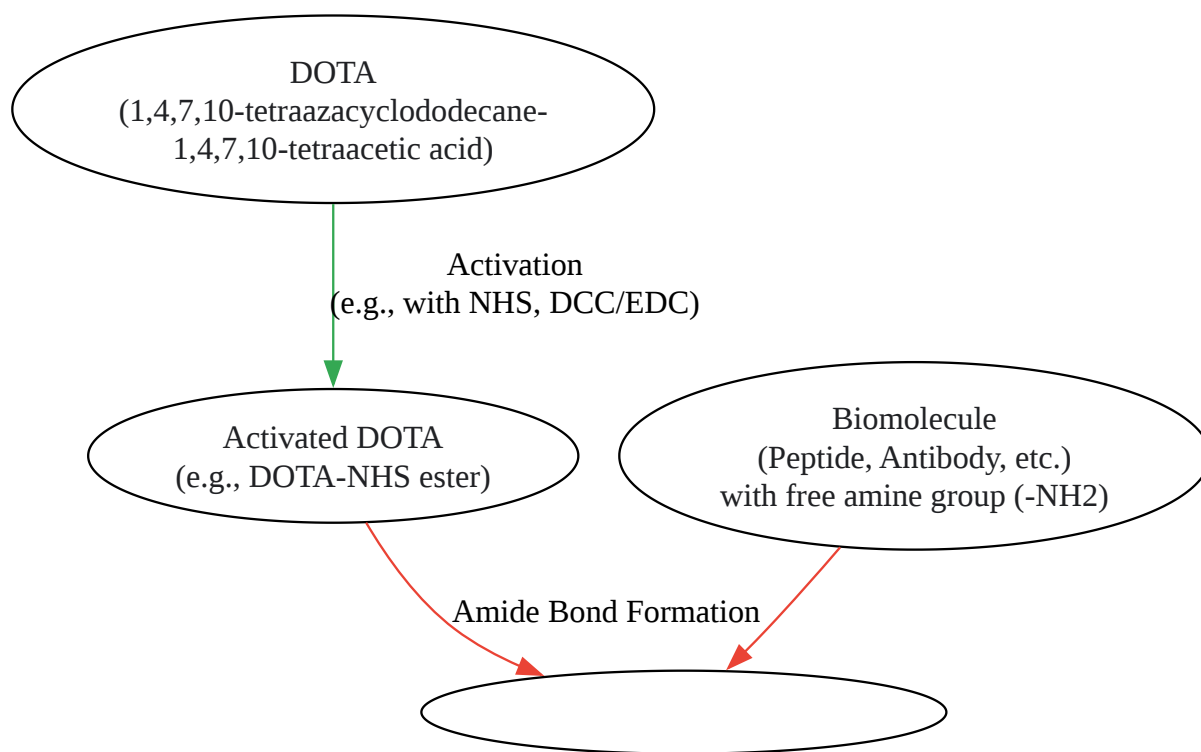 DOTA
(1,4,7,10-tetraazacyclododecane-
1,4,7,10-tetraacetic acid)
Activation
(e.g., with NHS, DCC/EDC)
Activated DOTA
(e.g., DOTA-NHS ester)
Biomolecule
(Peptide, Antibody, etc.)
with free amine group (-NH2)
Amide Bond Formation